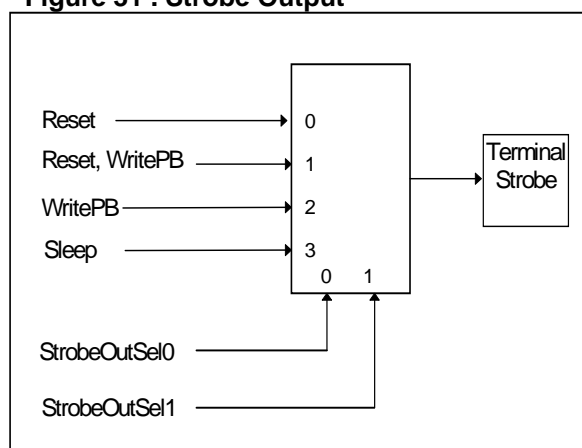 Figure 31 : Strobe Output
Reset
0
Reset, WritePB
1
WritePB
2
Sleep
3
0 1
Terminal
Strobe
StrobeOutSel0
StrobeOutSel1